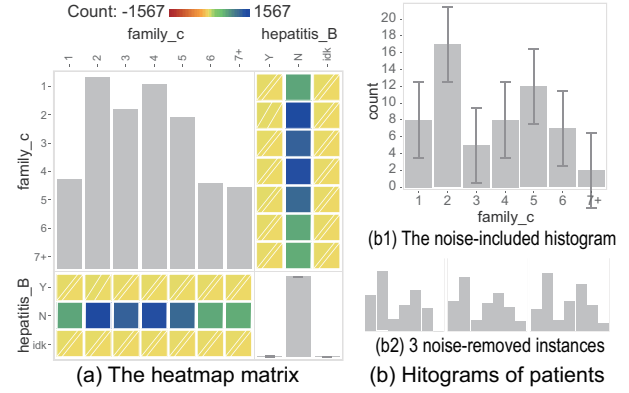 Count: -1567 1567
family_c hepatitis_B
1 2 3 4 5 6 7+ Y N idk
family_c
1
2
3
4
5
6
7+
hepatitis_B
Y
N
idk
(a) The heatmap matrix
count
20
18
16
14
12
10
8
6
4
2
0
1 2 3 4 5 6 7+
family_c
(b1) The noise-included histogram
(b2) 3 noise-removed instances
(b) Hitograms of patients